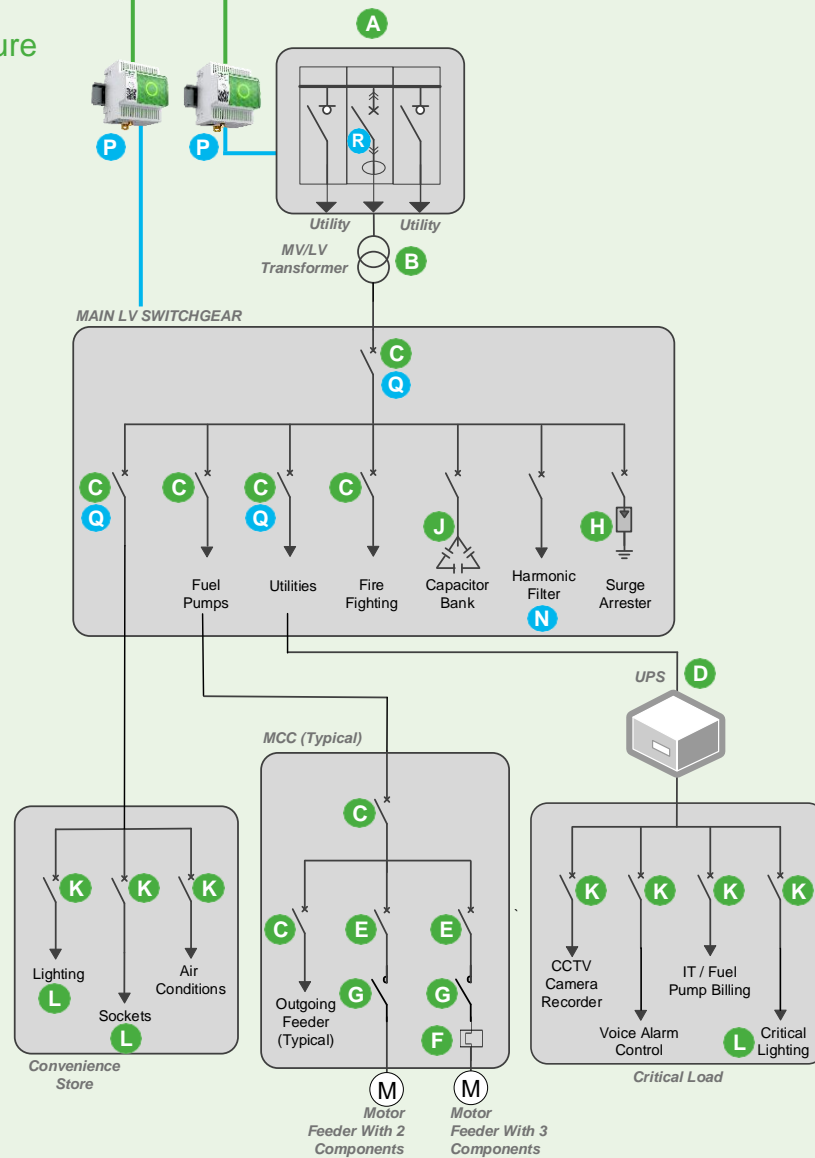 ure
A
P
P
R
Utility
Utility
MV/LV
Transformer
B
MAIN LV SWITCHGEAR
C
Q
C
Q
C
C
Q
C
J
H
Fuel
Pumps
Utilities
Fire
Fighting
Capacitor
Bank
Harmonic
Filter
N
Surge
Arrester
UPS
D
MCC (Typical)
C
K
K
K
C
E
E
K
K
K
K
Lighting
L
Sockets
L
Air
Conditions
Convenience
Store
Outgoing
Feeder
(Typical)
G
G
F
M
M
Motor
Feeder With 2
Components
Motor
Feeder With 3
Components
CCTV
Camera
Recorder
Voice Alarm
Control
IT / Fuel
Pump Billing
L
Critical
Lighting
Critical Load